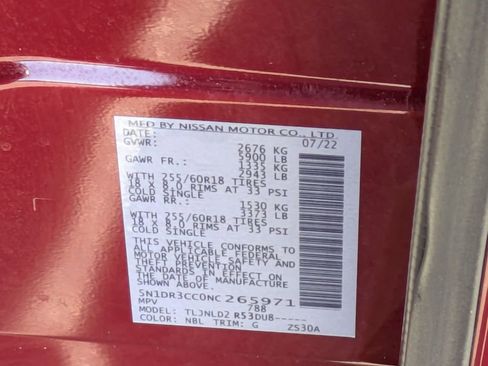 MFD BY NISSAN MOTOR CO., LTD.
DATE: 07/22
GVWR: 2676 KG
5900 LB
GAWR FR.: 1335 KG
2943 LB
WITH 255/60R18 TIRES
18 X 8.0 RIMS AT 33 PSI
COLD SINGLE
GAWR RR.: 1530 KG
3373 LB
WITH 255/60R18 TIRES
18 X 8.0 RIMS AT 33 PSI
COLD SINGLE
THIS VEHICLE CONFORMS TO
ALL APPLICABLE FEDERAL
MOTOR VEHICLE SAFETY AND
THEFT PREVENTION
STANDARDS IN EFFECT ON
THE DATE OF MANUFACTURE
SHOWN ABOVE.
5N1DR3CC0NC265971
MPV 788
MODEL: TLJNLD2 R53DU8-----
COLOR: NBL TRIM: G ZS30A